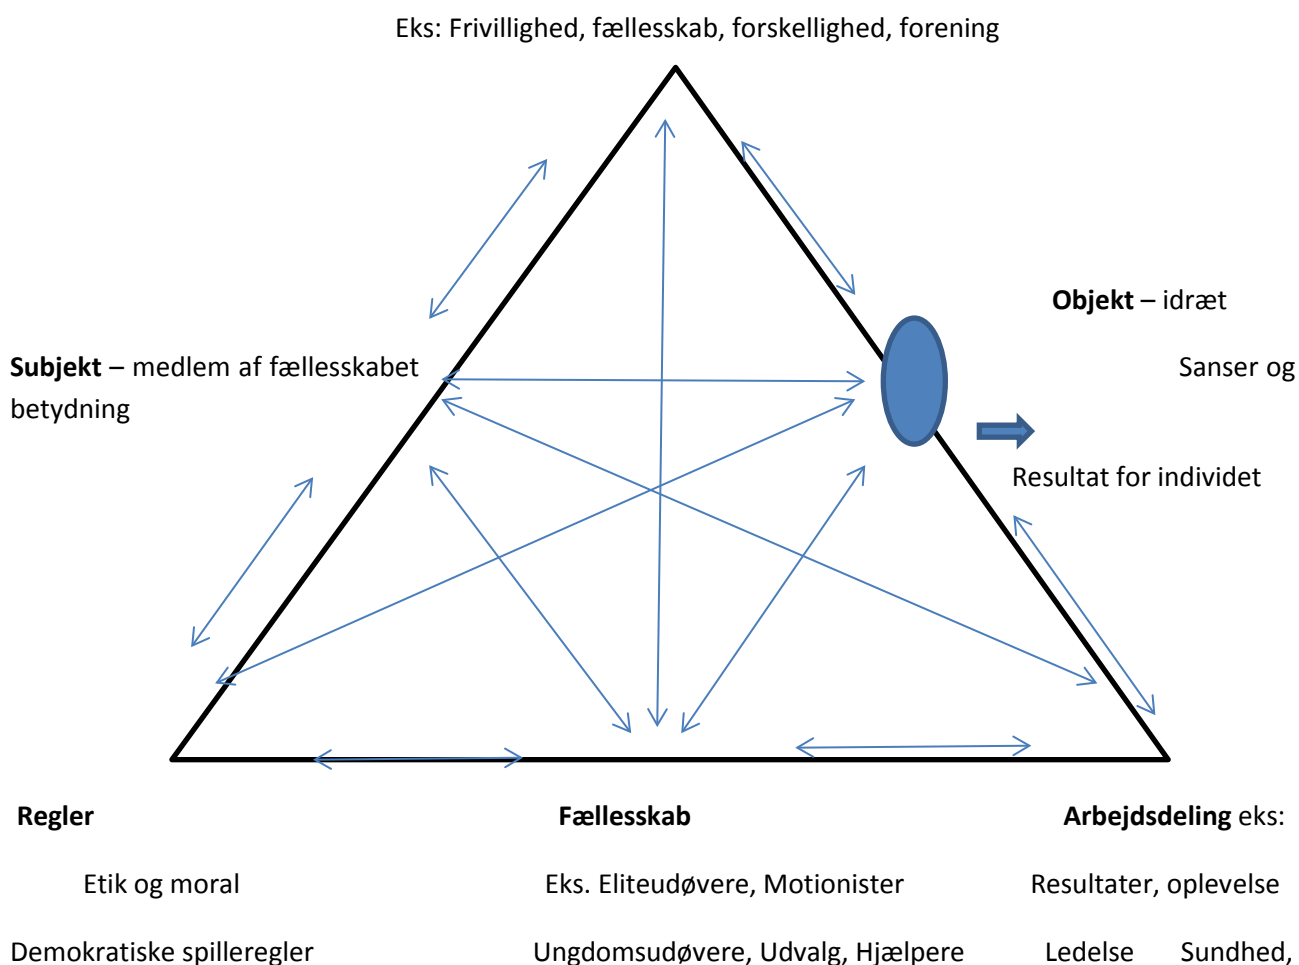 Eks: Frivillighed, fællesskab, forskellighed, forening
Objekt – idræt
Subjekt – medlem af fællesskabet
Sanser og
betydning
Resultat for individet
Regler
Fællesskab
Arbejdsdeling eks:
Etik og moral
Eks. Eliteudøvere, Motionister
Resultater, oplevelse
Demokratiske spilleregler
Ungdomsudøvere, Udvalg, Hjælpere
Ledelse Sundhed,